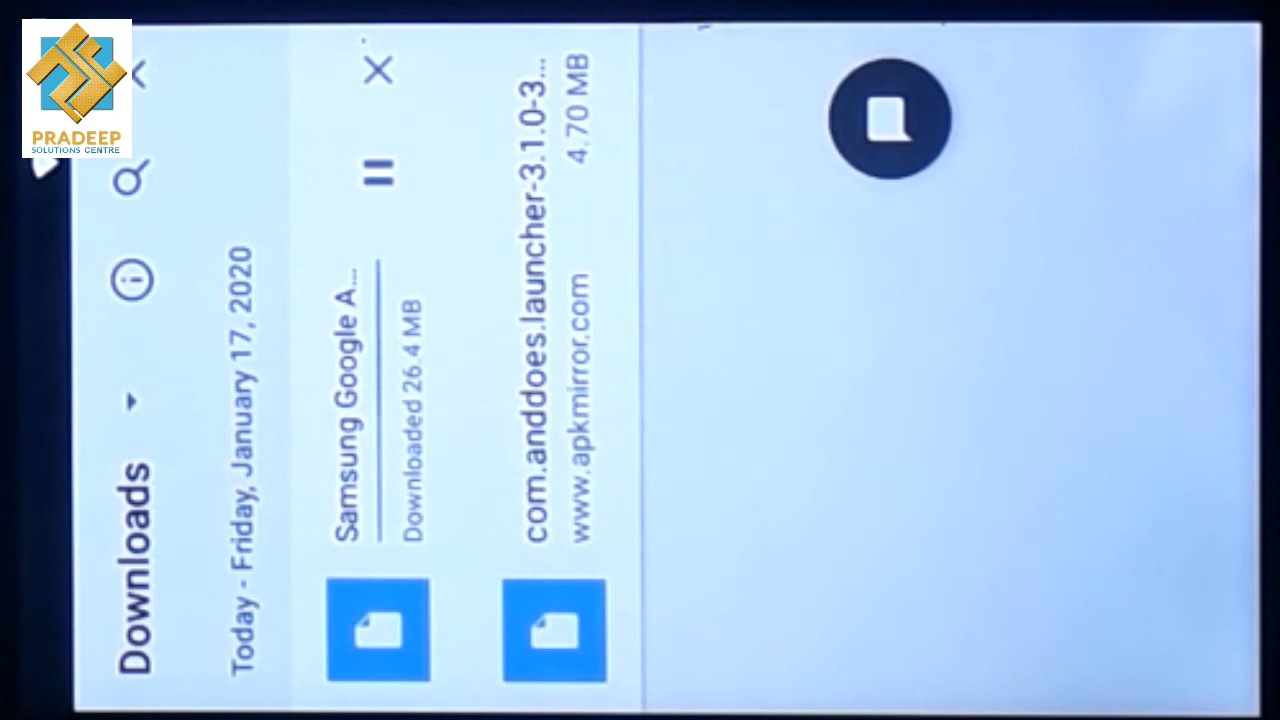 PRADEEP
SOLUTIONS CENTRE
Downloads
Today - Friday, January 17, 2020
Samsung Google A...
Downloaded 26.4 MB
com.anddoes.launcher-3.1.0-3...
www.apkmirror.com 4.70 MB